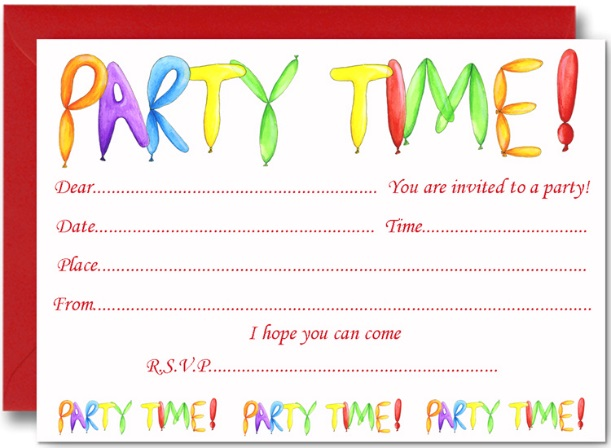 PARTY TIME!
Dear.................................................. You are invited to a party!
Date.................................................. Time.............................
Place.....................................................................................
From.......................................................................................
I hope you can come
R.S.V.P..................................................
PARTY TIME! PARTY TIME! PARTY TIME!